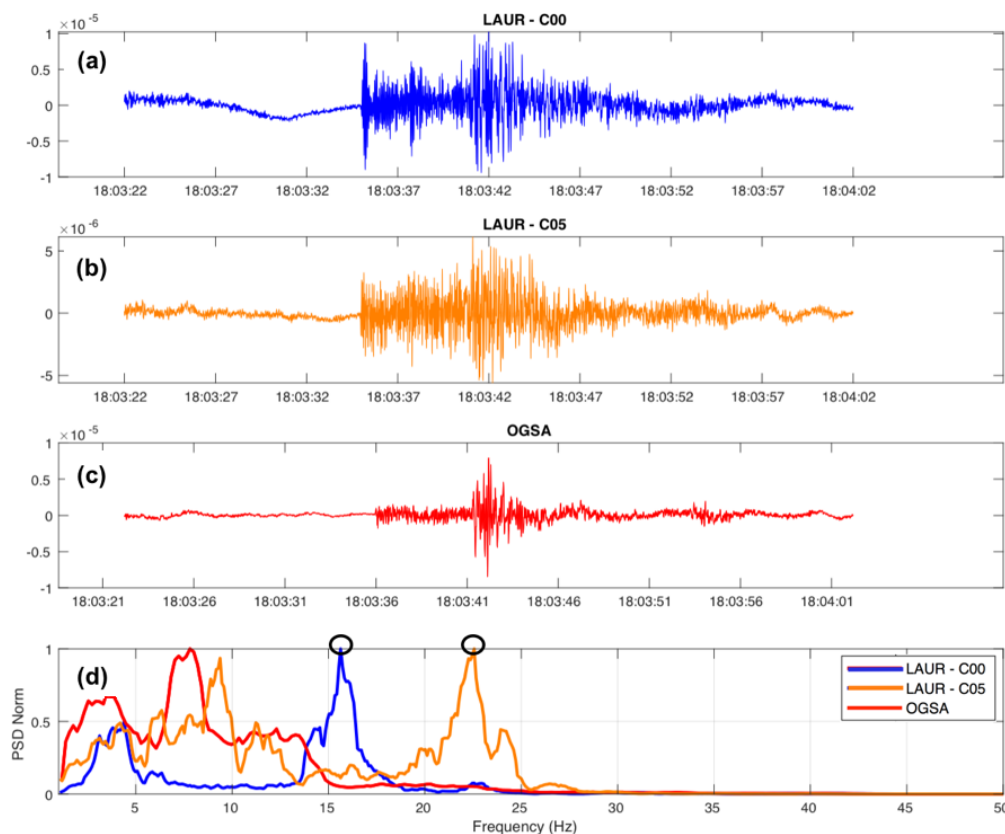 LAUR - C00
× 10 -5
(a)
1
0.5
0
-0.5
-1
18:03:22 18:03:27 18:03:32 18:03:37 18:03:42 18:03:47 18:03:52 18:03:57 18:04:02
LAUR - C05
× 10 -6
(b)
5
0
-5
18:03:22 18:03:27 18:03:32 18:03:37 18:03:42 18:03:47 18:03:52 18:03:57 18:04:02
OGSA
× 10 -5
(c)
1
0.5
0
-0.5
-1
18:03:21 18:03:26 18:03:31 18:03:36 18:03:41 18:03:46 18:03:51 18:03:56 18:04:01
(d)
1
0.5
0
PSD Norm
LAUR - C00
LAUR - C05
OGSA
5 10 15 20 25 30 35 40 45 50
Frequency (Hz)